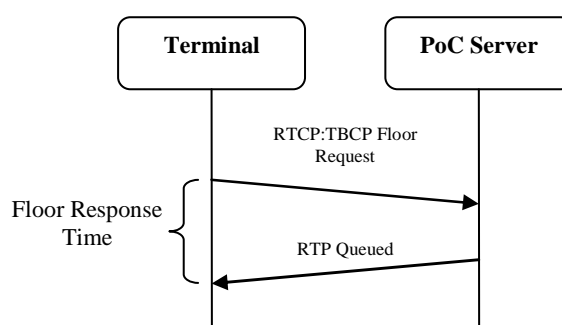 Terminal
PoC Server
RTCP:TBCP Floor
Request
Floor Response
Time
RTP Queued